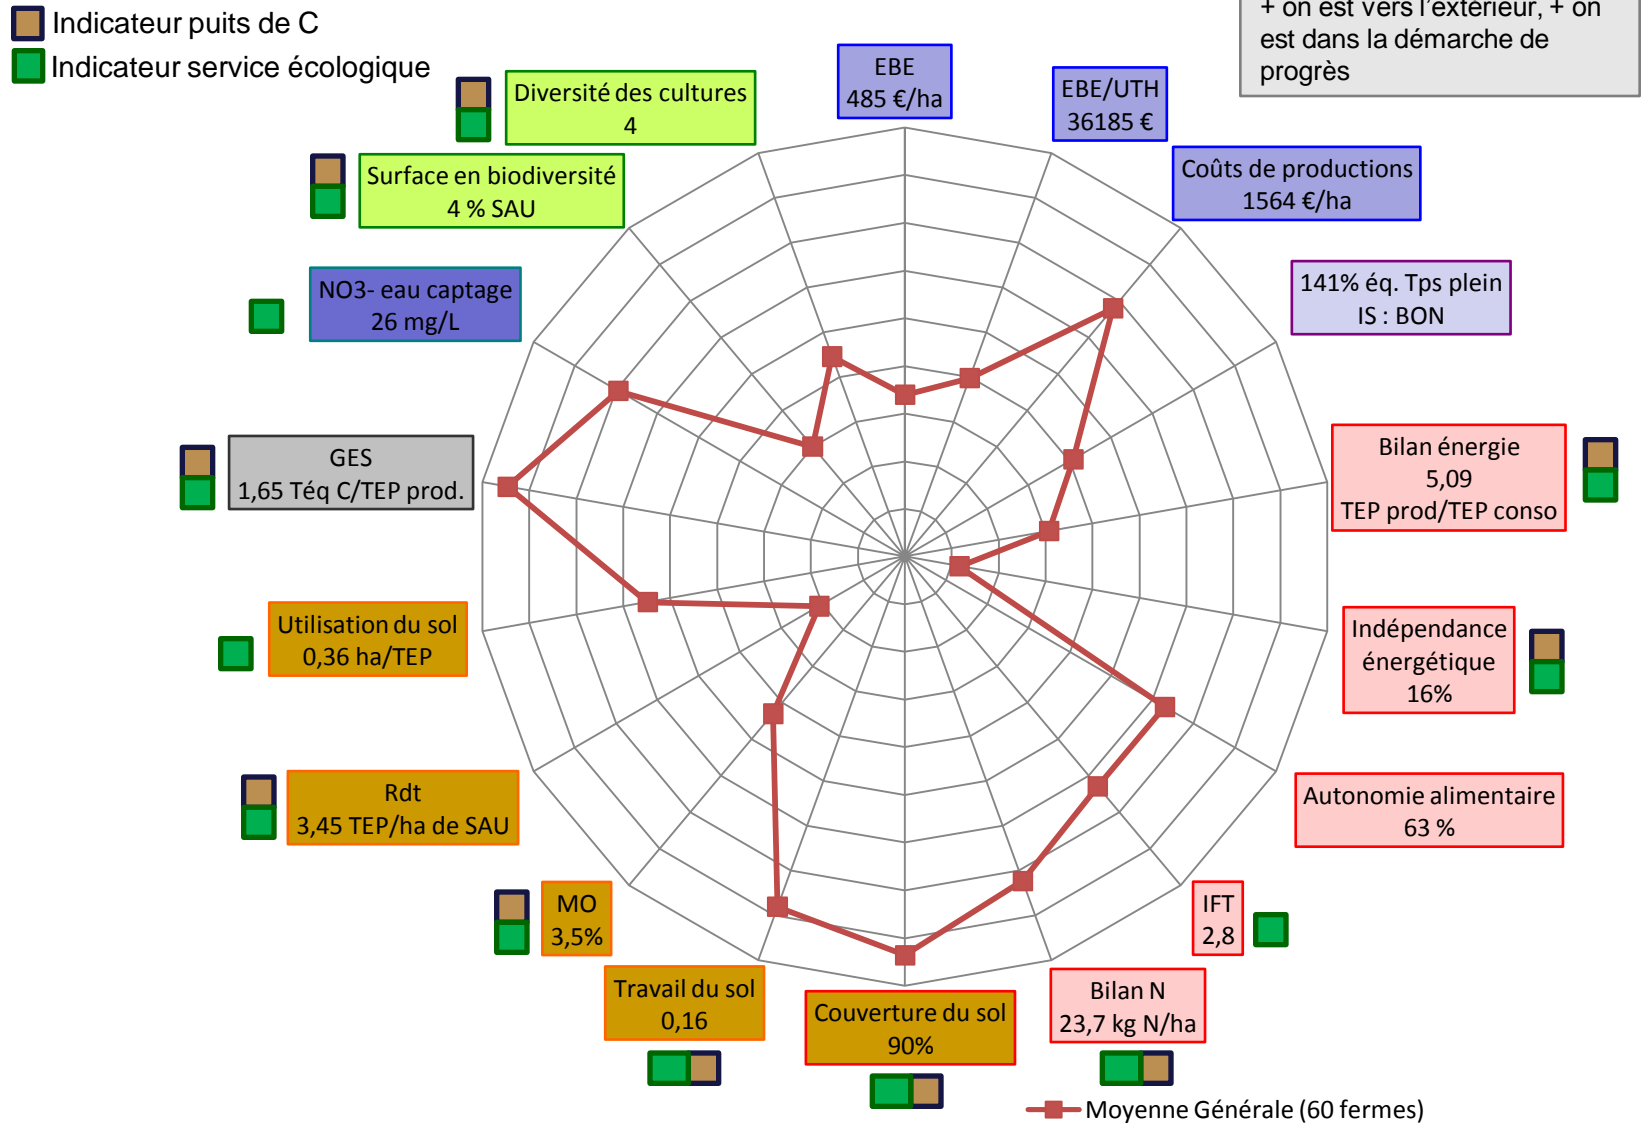 Indicateur puits de C
Indicateur service écologique
+ on est vers l'extérieur, + on
est dans la démarche de
progrès
EBE
485 €/ha
EBE/UTH
36185 €
Coûts de productions
1564 €/ha
141% éq. Tps plein
IS : BON
Bilan énergie
5,09
TEP prod/TEP conso
Indépendance
énergétique
16%
Autonomie alimentaire
63 %
IFT
2,8
Bilan N
23,7 kg N/ha
Couverture du sol
90%
Travail du sol
0,16
MO
3,5%
Rdt
3,45 TEP/ha de SAU
Utilisation du sol
0,36 ha/TEP
GES
1,65 Téq C/TEP prod.
NO3- eau captage
26 mg/L
Surface en biodiversité
4 % SAU
Diversité des cultures
4
Moyenne Générale (60 fermes)